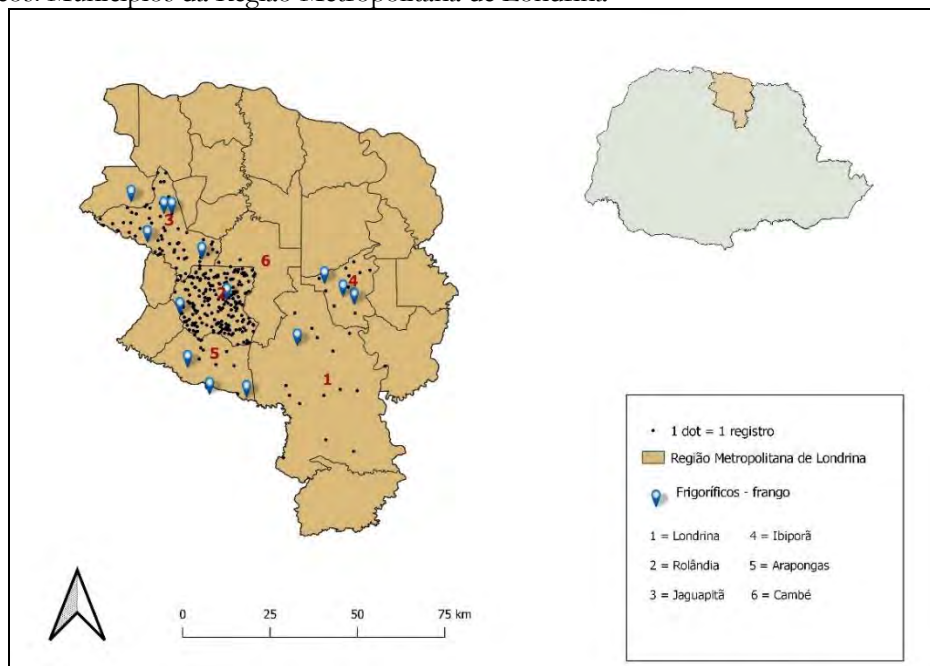 Municípios da Região Metropolitana de Londrina
3
6
2
4
5
1
1 dot = 1 registro
Região Metropolitana de Londrina
Frigoríficos - frango
1 = Londrina 4 = Ibiporã
2 = Rolândia 5 = Arapongas
3 = Jaguapitã 6 = Cambé
0 25 50 75 km